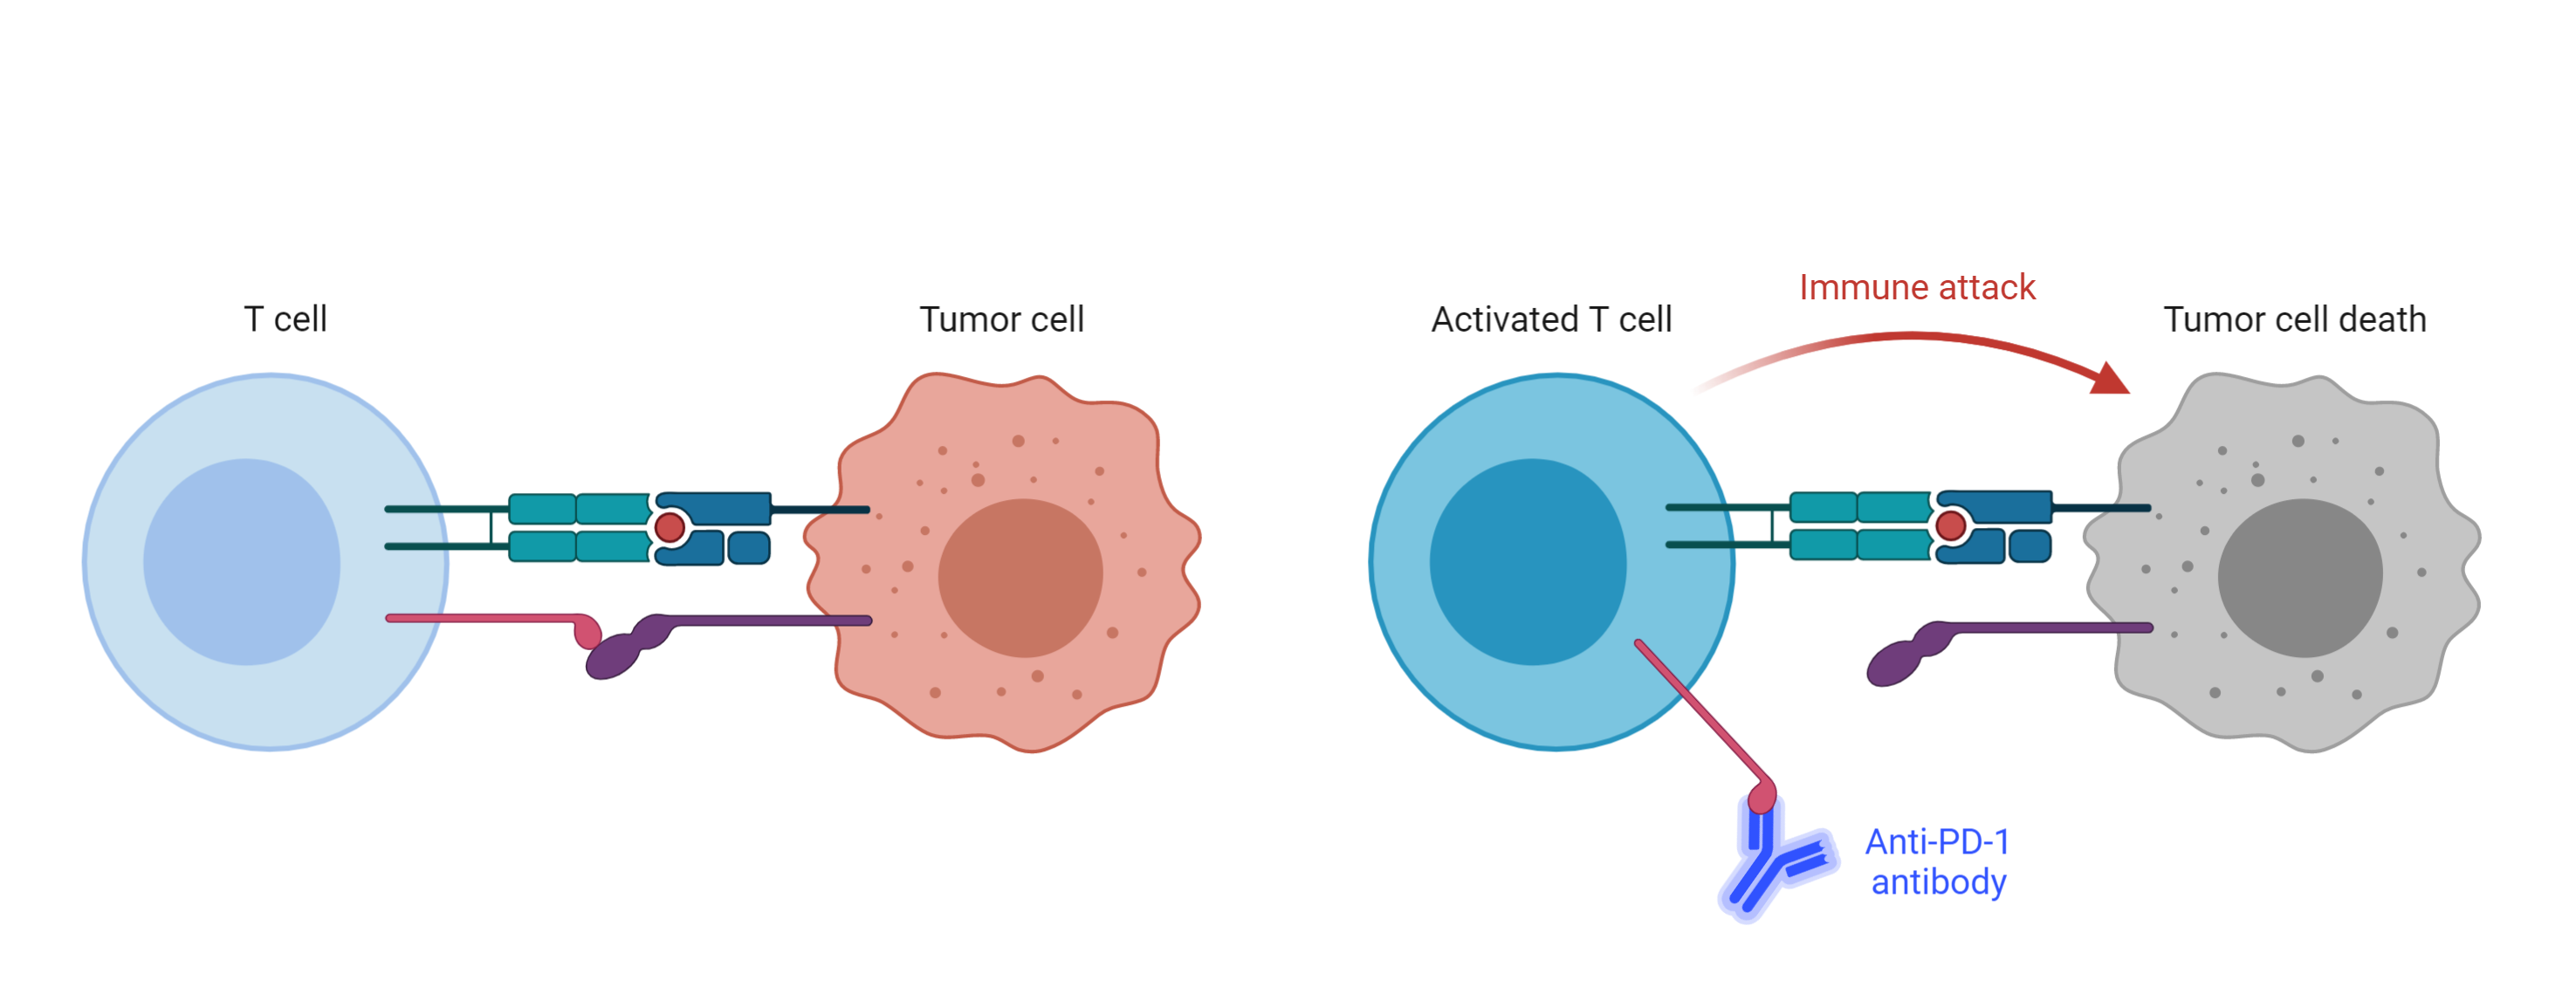 T cell
Tumor cell
Activated T cell
Immune attack
Tumor cell death
Anti-PD-1
antibody